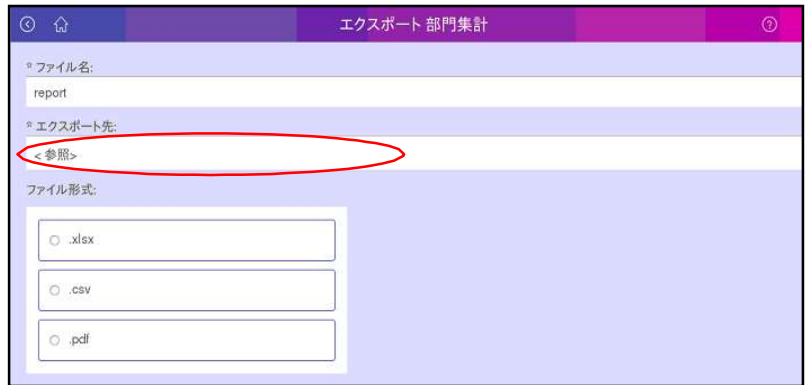 エクスポート 部門集計
* ファイル名:
report
* エクスポート先:
<参照>
ファイル形式:
.xlsx
.csv
.pdf